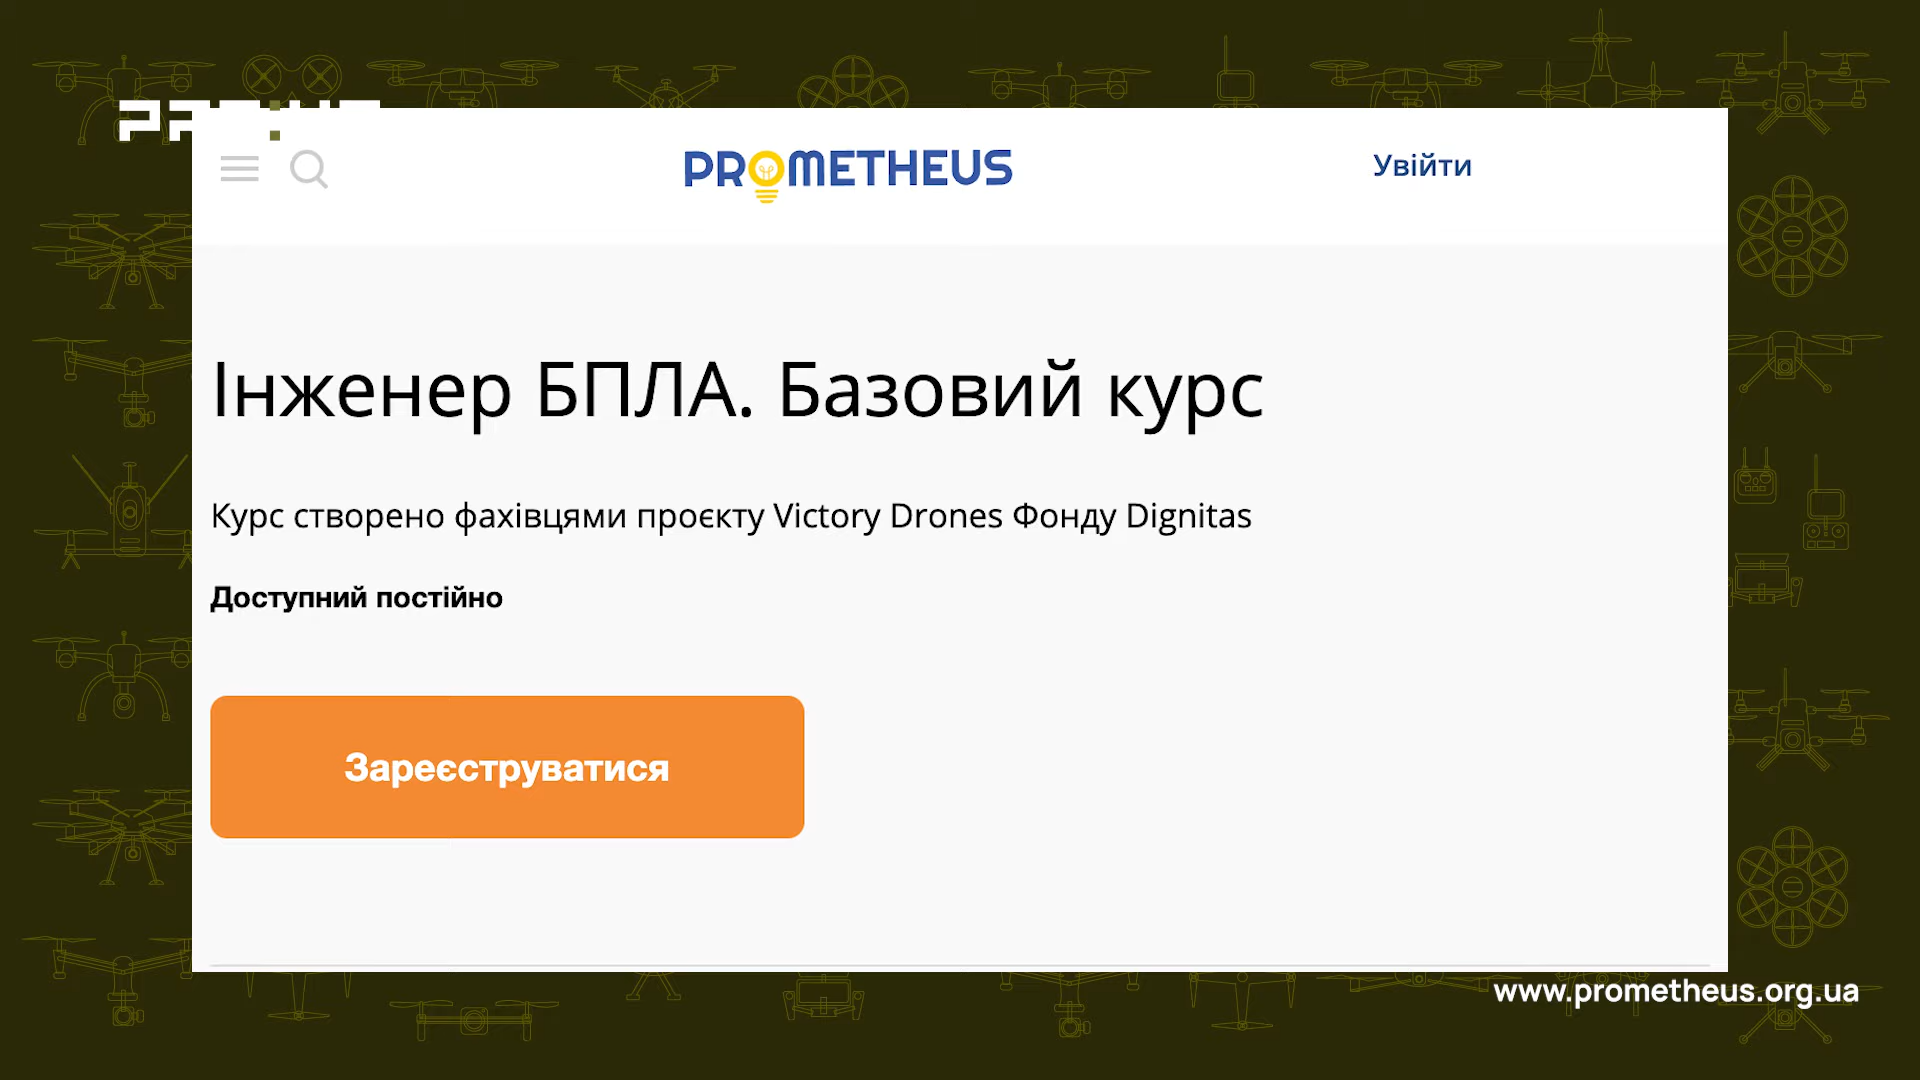 PROMETHEUS
Увійти
Інженер БПЛА. Базовий курс
Курс створено фахівцями проєкту Victory Drones Фонду Dignitas
Доступний постійно
Зареєструватися
www.prometheus.org.ua